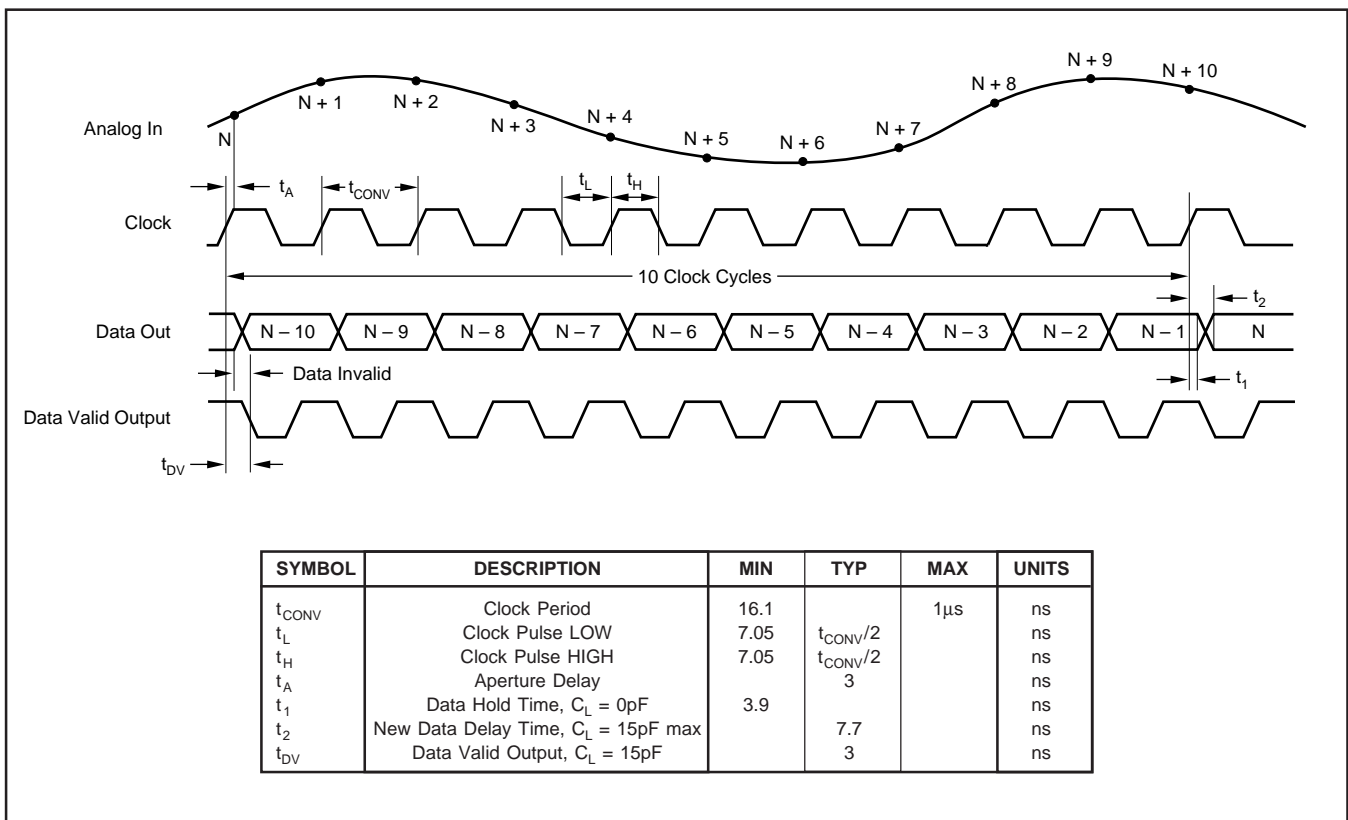 N + 9
N + 10
N + 8
N + 1
N + 2
N + 3
N + 4
N + 7
N + 5
N + 6
Analog In
N
t_A
t_CONV
t_L
t_H
Clock
10 Clock Cycles
t_2
Data Out
N – 10
N – 9
N – 8
N – 7
N – 6
N – 5
N – 4
N – 3
N – 2
N – 1
N
Data Invalid
t_1
Data Valid Output
t_DV
SYMBOL DESCRIPTION MIN TYP MAX UNITS
t_CONV Clock Period 16.1 1µs ns
t_L Clock Pulse LOW 7.05 t_CONV/2 ns
t_H Clock Pulse HIGH 7.05 t_CONV/2 ns
t_A Aperture Delay 3 ns
t_1 Data Hold Time, C_L = 0pF 3.9 ns
t_2 New Data Delay Time, C_L = 15pF max 7.7 ns
t_DV Data Valid Output, C_L = 15pF 3 ns